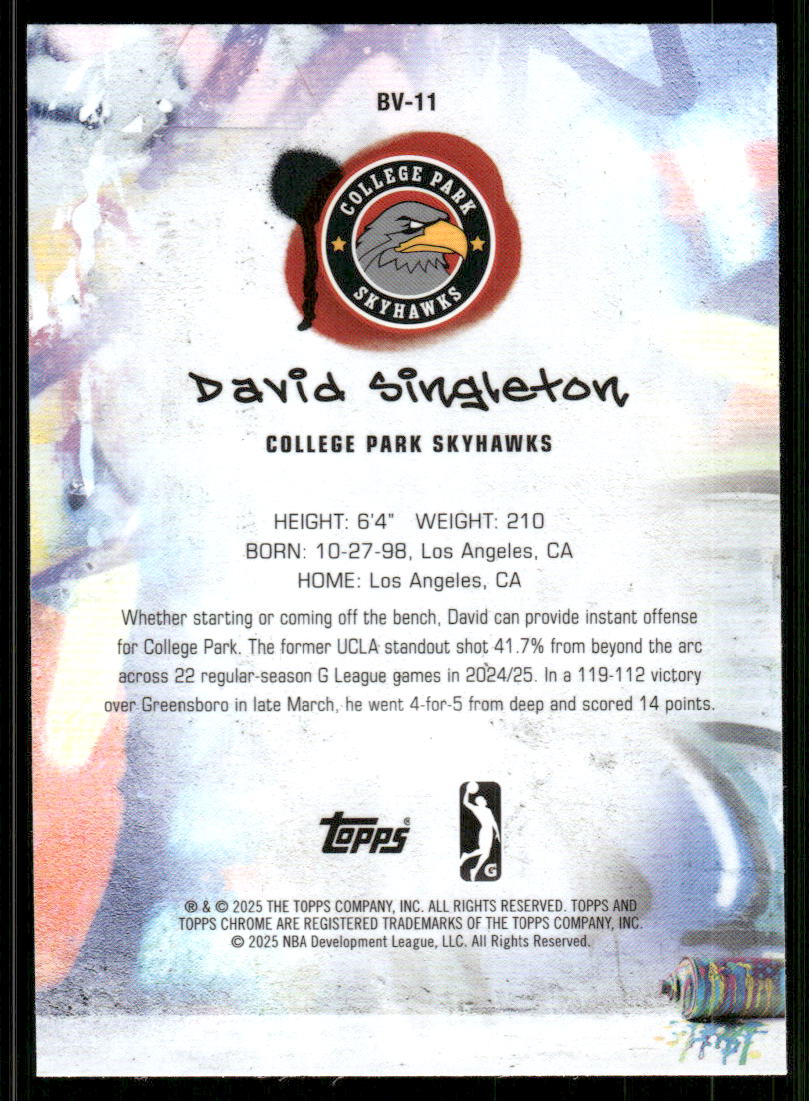 BV-11
COLLEGE PARK
SKYHAWKS
David Singleton
COLLEGE PARK SKYHAWKS
HEIGHT: 6'4" WEIGHT: 210
BORN: 10-27-98, Los Angeles, CA
HOME: Los Angeles, CA
Whether starting or coming off the bench, David can provide instant offense
for College Park. The former UCLA standout shot 41.7% from beyond the arc
across 22 regular-season G League games in 2024/25. In a 119-112 victory
over Greensboro in late March, he went 4-for-5 from deep and scored 14 points.
topps®
G
® & © 2025 THE TOPPS COMPANY, INC. ALL RIGHTS RESERVED. TOPPS AND
TOPPS CHROME ARE REGISTERED TRADEMARKS OF THE TOPPS COMPANY, INC.
© 2025 NBA Development League, LLC. All Rights Reserved.